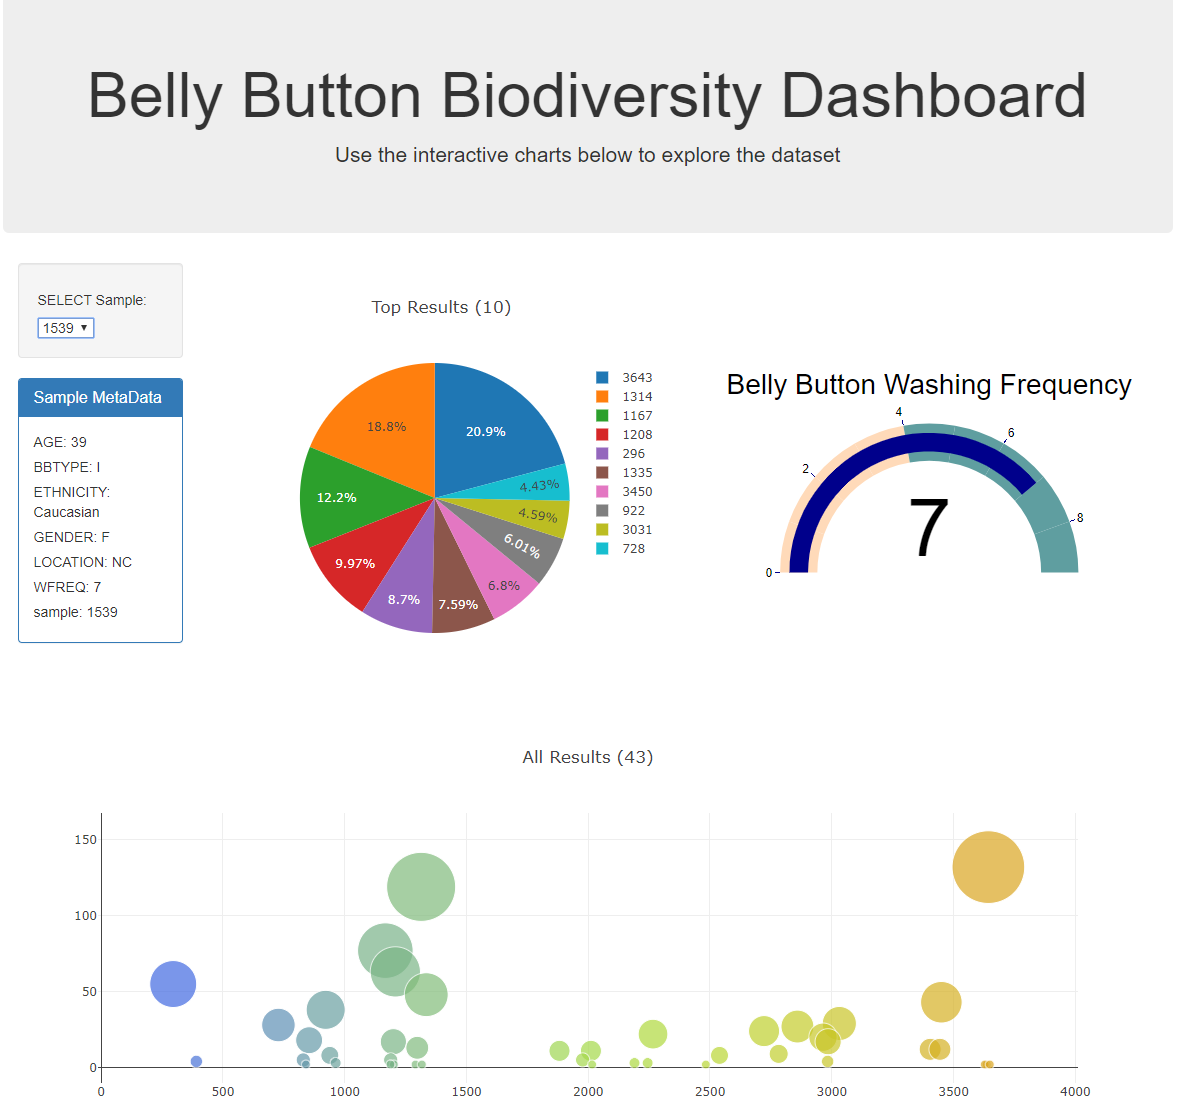 Belly Button Biodiversity Dashboard
Use the interactive charts below to explore the dataset
SELECT Sample:
1539
Sample MetaData
AGE: 39
BBTYPE: I
ETHNICITY:
Caucasian
GENDER: F
LOCATION: NC
WFREQ: 7
sample: 1539
Top Results (10)
20.9%
18.8%
12.2%
9.97%
8.7%
7.59%
6.8%
6.01%
4.59%
4.43%
3643
1314
1167
1208
296
1335
3450
922
3031
728
Belly Button Washing Frequency
0
2
4
6
8
7
All Results (43)
150
100
50
0
0 500 1000 1500 2000 2500 3000 3500 4000